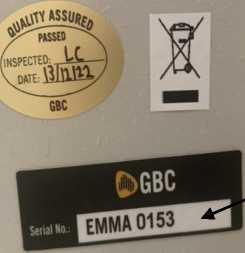 QUALITY ASSURED
PASSED
INSPECTED: LC
DATE: 13/12/22
GBC
GBC
Serial No.: EMMA 0153